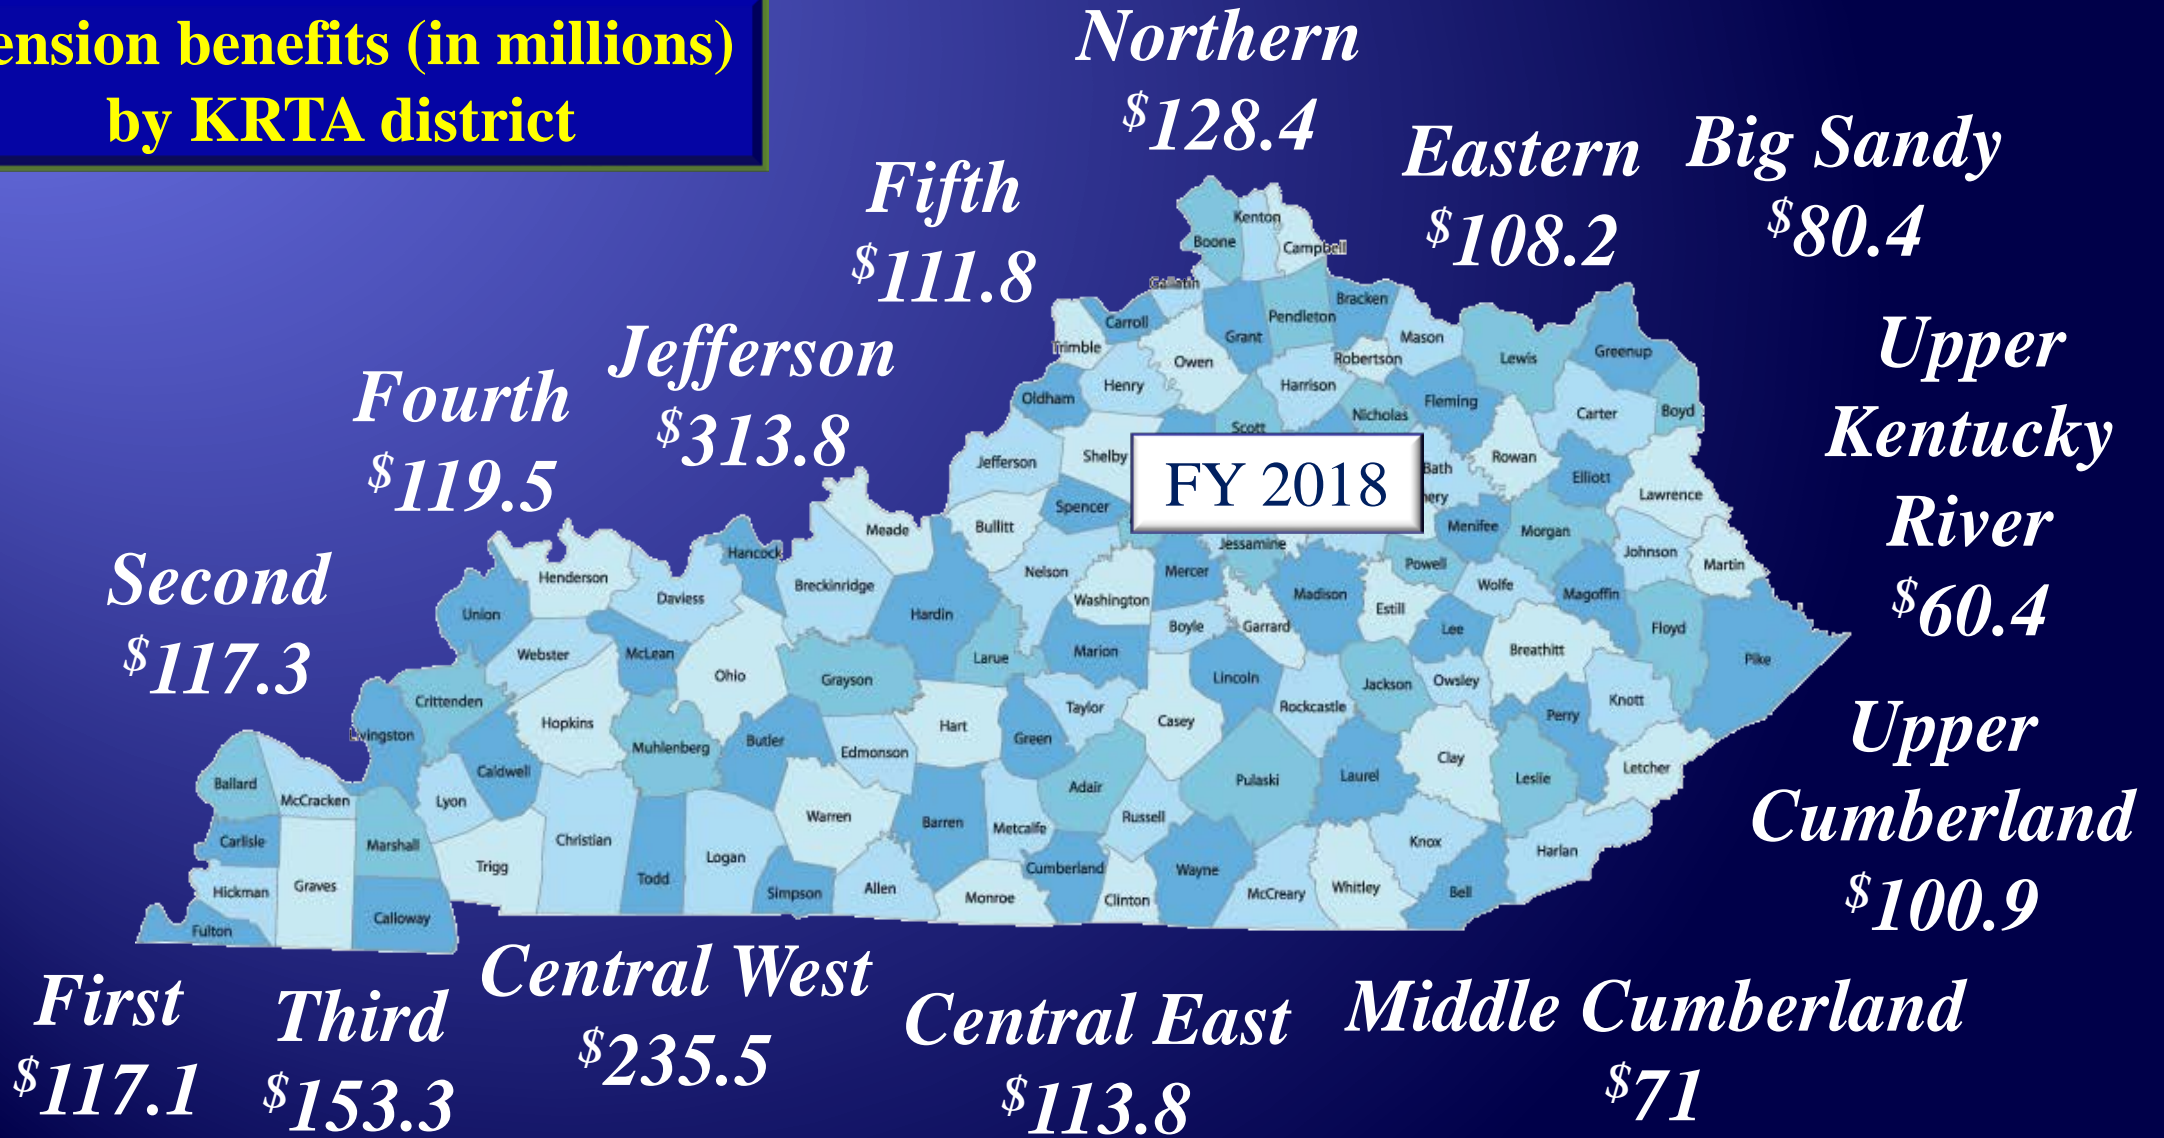 ension benefits (in millions)
by KRTA district
Northern
$128.4
Eastern
$108.2
Big Sandy
$80.4
Fifth
$111.8
Jefferson
$313.8
Fourth
$119.5
Second
$117.3
Upper
Kentucky
River
$60.4
Upper
Cumberland
$100.9
First
$117.1
Third
$153.3
Central West
$235.5
Central East
$113.8
Middle Cumberland
$71
FY 2018
Kenton
Boone
Campbell
Gallatin
Bracken
Carroll
Pendleton
Grant
Mason
Trimble
Owen
Robertson
Lewis
Greenup
Henry
Harrison
Oldham
Nicholas
Fleming
Carter
Boyd
Scott
Jefferson
Shelby
Bath
Rowan
Elliott
Lawrence
ery
Spencer
Bullitt
Meade
Menifee
Morgan
Jessamine
Johnson
Martin
Hancock
Henderson
Breckinridge
Nelson
Mercer
Powell
Wolfe
Magoffin
Daviess
Washington
Madison
Estill
Union
Hardin
Boyle
Garrard
Lee
Floyd
Webster
McLean
Larue
Marion
Breathitt
Pike
Ohio
Grayson
Lincoln
Jackson
Owsley
Crittenden
Taylor
Rockcastle
Knott
Hopkins
Hart
Casey
Perry
Livingston
Muhlenberg
Butler
Edmonson
Green
Caldwell
Clay
Letcher
Ballard
McCracken
Lyon
Adair
Pulaski
Laurel
Leslie
Warren
Barren
Metcalfe
Russell
Carlisle
Marshall
Christian
Logan
Knox
Harlan
Trigg
Cumberland
Wayne
Hickman
Graves
Todd
Simpson
Allen
Monroe
Clinton
McCreary
Whitley
Bell
Calloway
Fulton